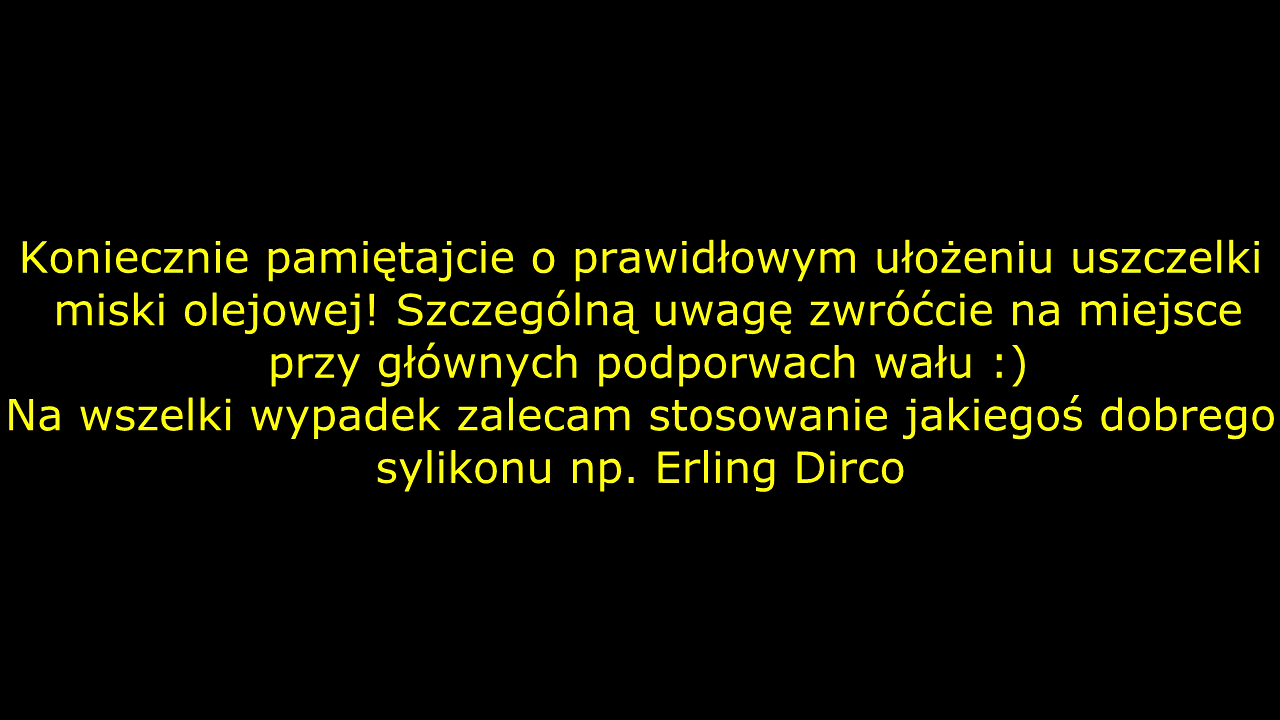 Koniecznie pamiętajcie o prawidłowym ułożeniu uszczelki
miski olejowej! Szczególną uwagę zwróćcie na miejsce
przy głównych podporwach wału :)
Na wszelki wypadek zalecam stosowanie jakiegoś dobrego
sylikonu np. Erling Dirco